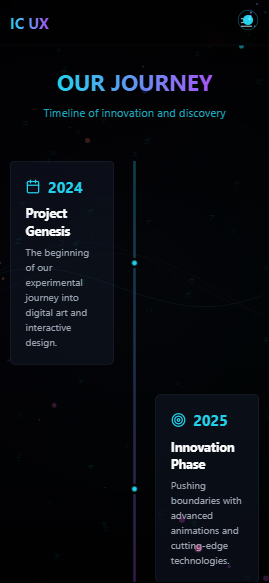 IC UX
OUR JOURNEY
Timeline of innovation and discovery
2024
Project
Genesis
The beginning
of our
experimental
journey into
digital art and
interactive
design.
2025
Innovation
Phase
Pushing
boundaries with
advanced
animations and
cutting-edge
technologies.